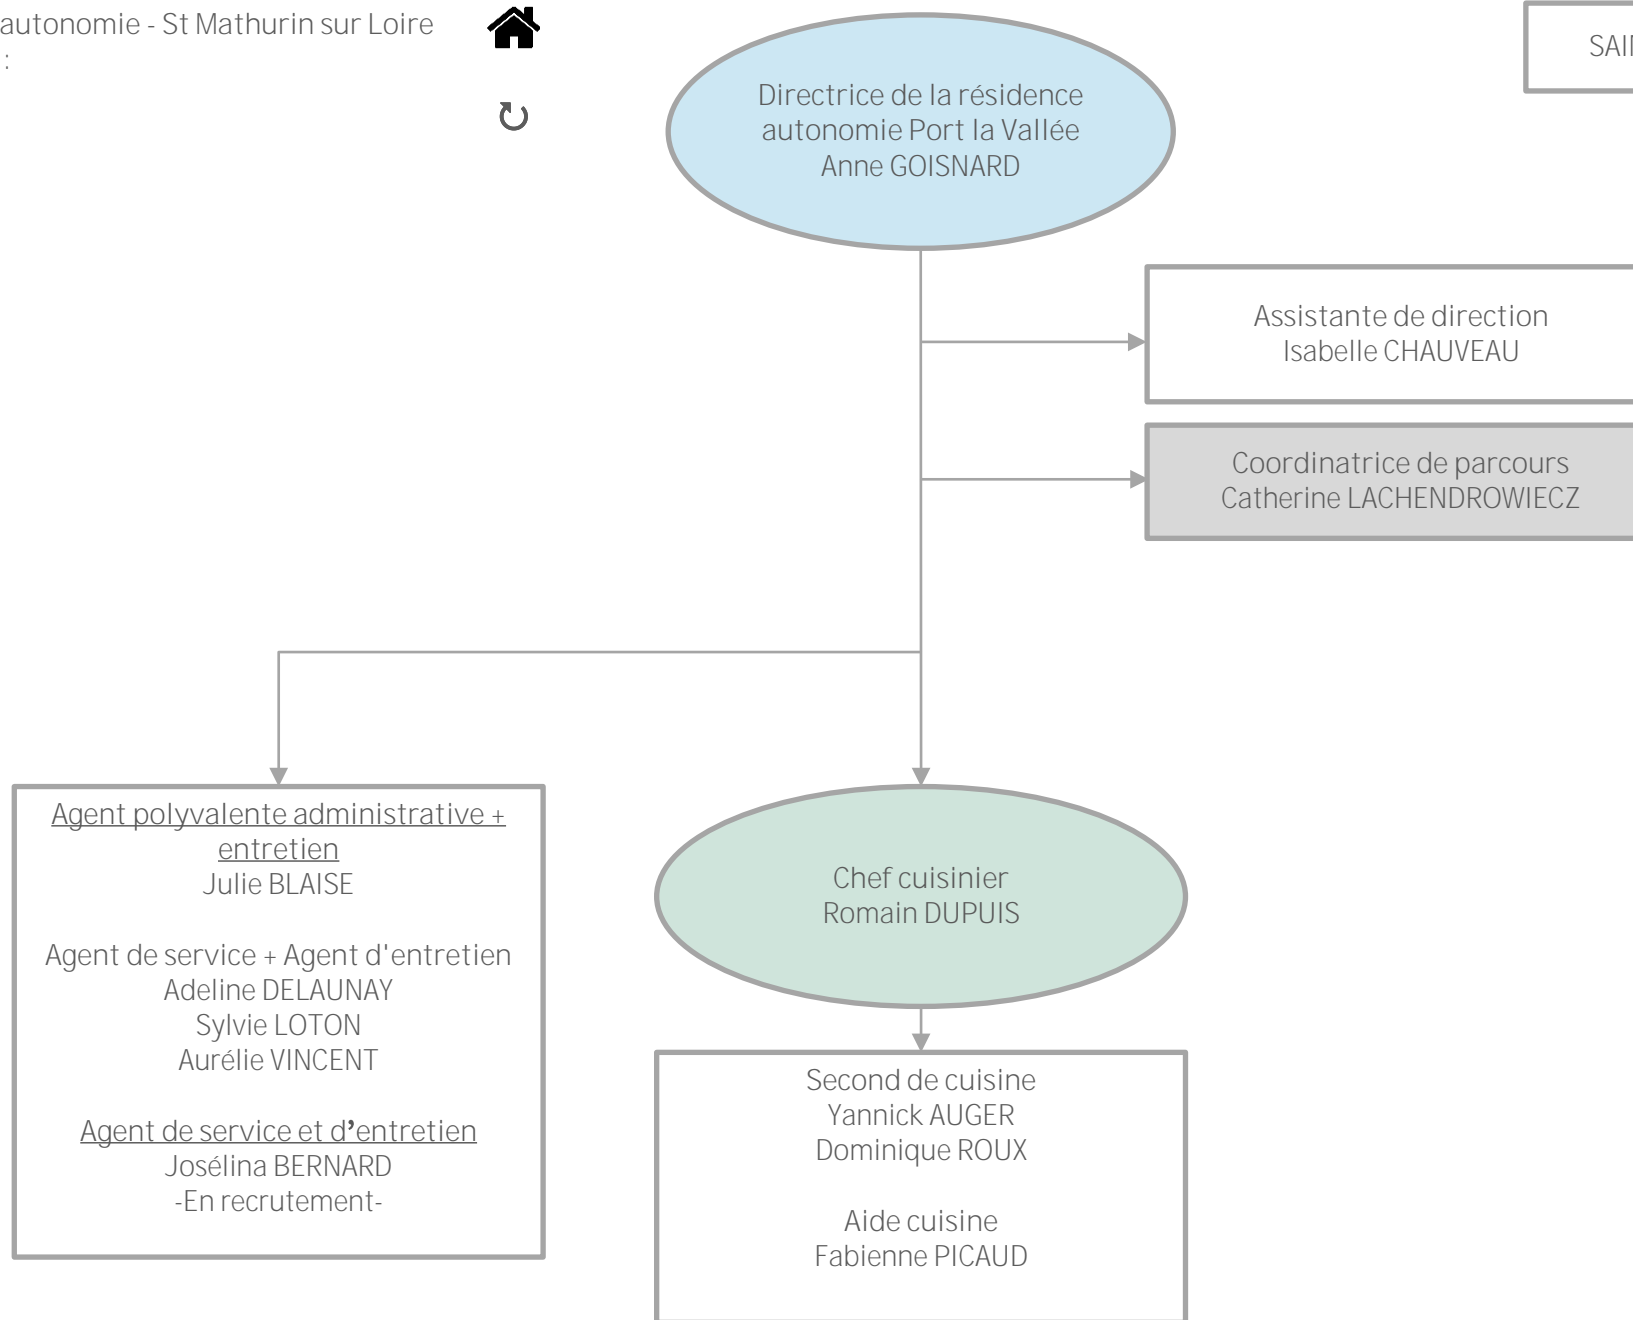 autonomie - St Mathurin sur Loire
:
SAI
Directrice de la résidence
autonomie Port la Vallée
Anne GOISNARD
Assistante de direction
Isabelle CHAUVEAU
Coordinatrice de parcours
Catherine LACHENDROWIECZ
Agent polyvalente administrative +
entretien
Julie BLAISE
Agent de service + Agent d'entretien
Adeline DELAUNAY
Sylvie LOTON
Aurélie VINCENT
Agent de service et d’entretien
Josélina BERNARD
-En recrutement-
Chef cuisinier
Romain DUPUIS
Second de cuisine
Yannick AUGER
Dominique ROUX
Aide cuisine
Fabienne PICAUD